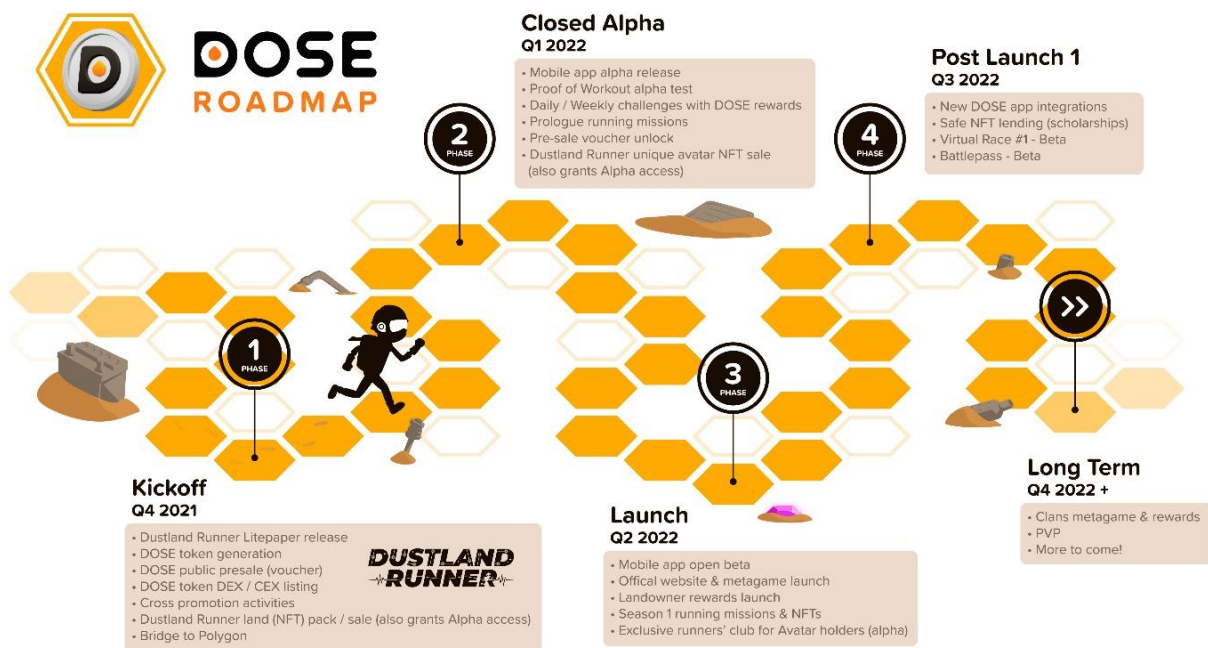 D
DOSE
ROADMAP
1
PHASE
Kickoff
Q4 2021
• Dustland Runner Litepaper release
• DOSE token generation
• DOSE public presale (voucher)
• DOSE token DEX / CEX listing
• Cross promotion activities
• Dustland Runner land (NFT) pack / sale (also grants Alpha access)
• Bridge to Polygon
DUSTLAND
RUNNER
2
PHASE
Closed Alpha
Q1 2022
• Mobile app alpha release
• Proof of Workout alpha test
• Daily / Weekly challenges with DOSE rewards
• Prologue running missions
• Pre-sale voucher unlock
• Dustland Runner unique avatar NFT sale
(also grants Alpha access)
3
PHASE
Launch
Q2 2022
• Mobile app open beta
• Offical website & metagame launch
• Landowner rewards launch
• Season 1 running missions & NFTs
• Exclusive runners' club for Avatar holders (alpha)
4
PHASE
Post Launch 1
Q3 2022
• New DOSE app integrations
• Safe NFT lending (scholarships)
• Virtual Race #1 - Beta
• Battlepass - Beta
Long Term
Q4 2022 +
• Clans metagame & rewards
• PVP
• More to come!